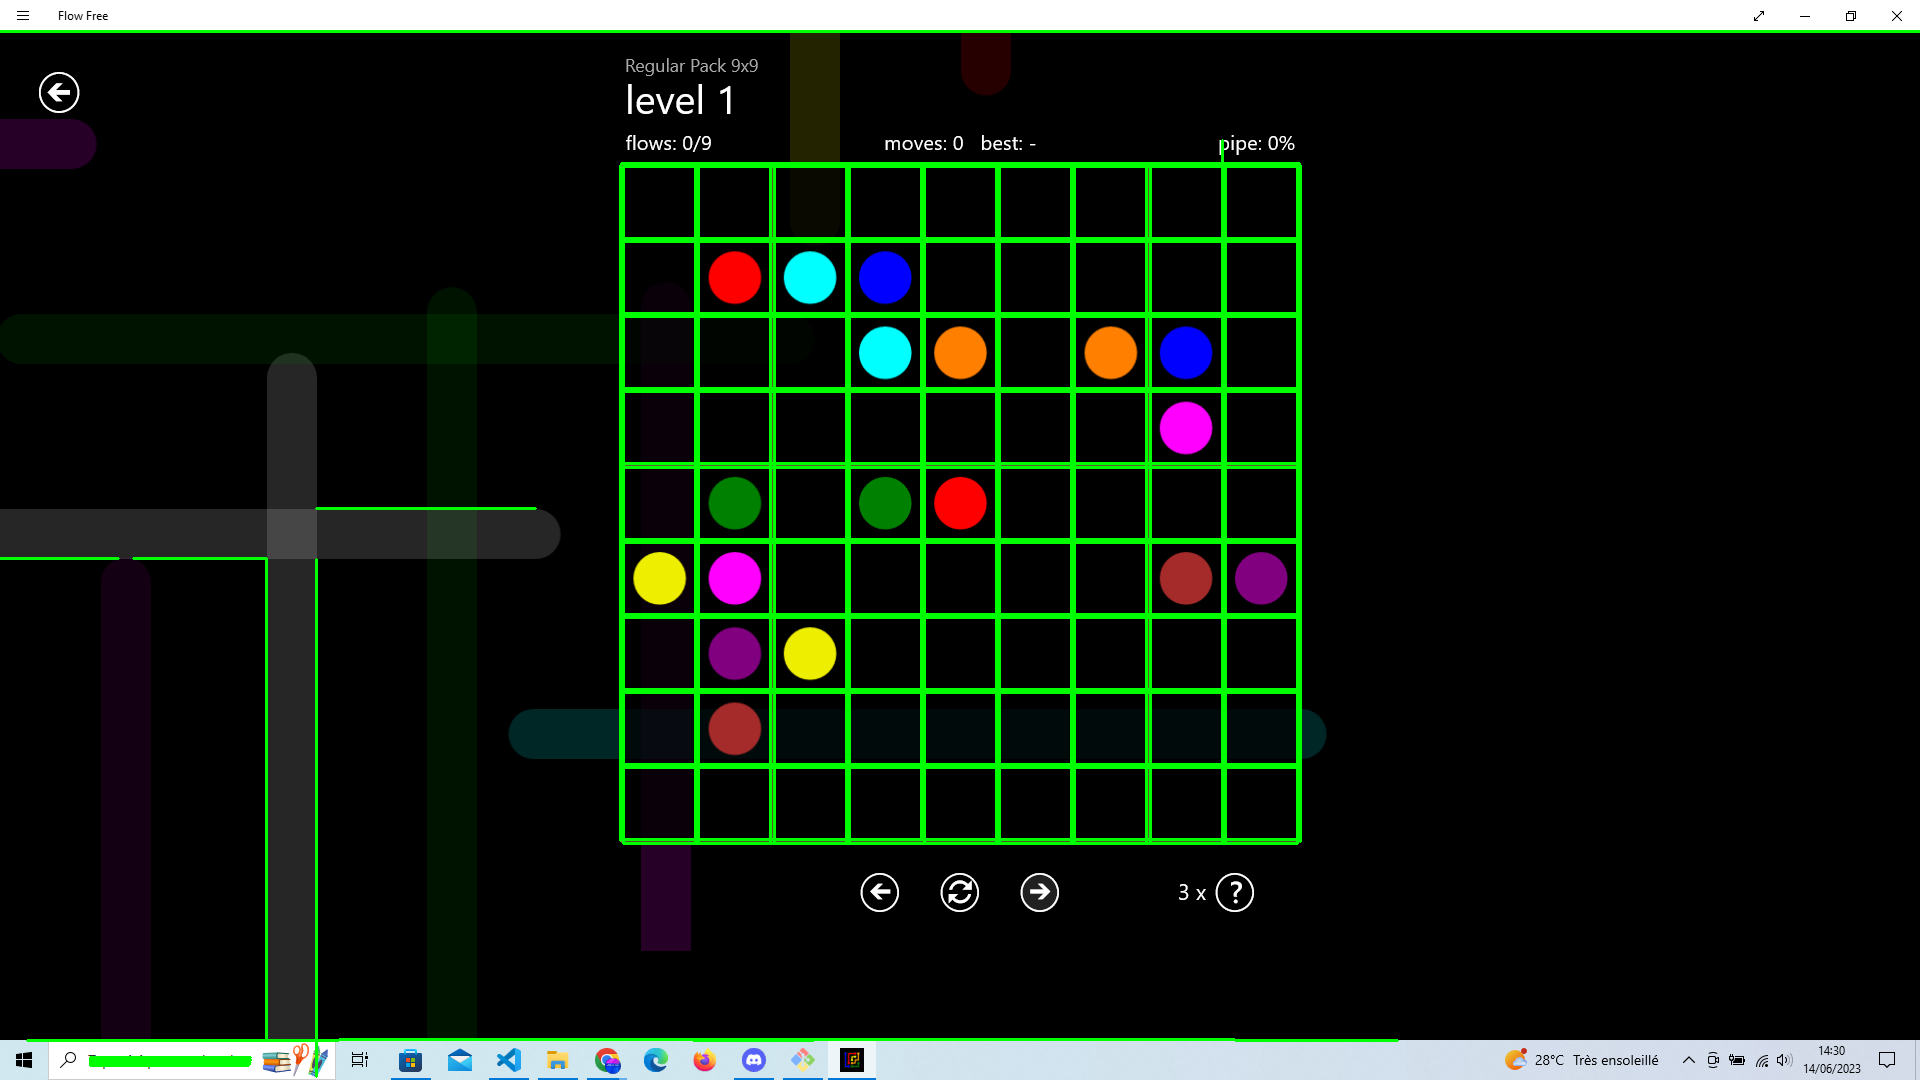 Flow Free
Regular Pack 9x9
level 1
flows: 0/9
moves: 0 best: -
pipe: 0%
3 x ?
28°C Très ensoleillé
14:30
14/06/2023